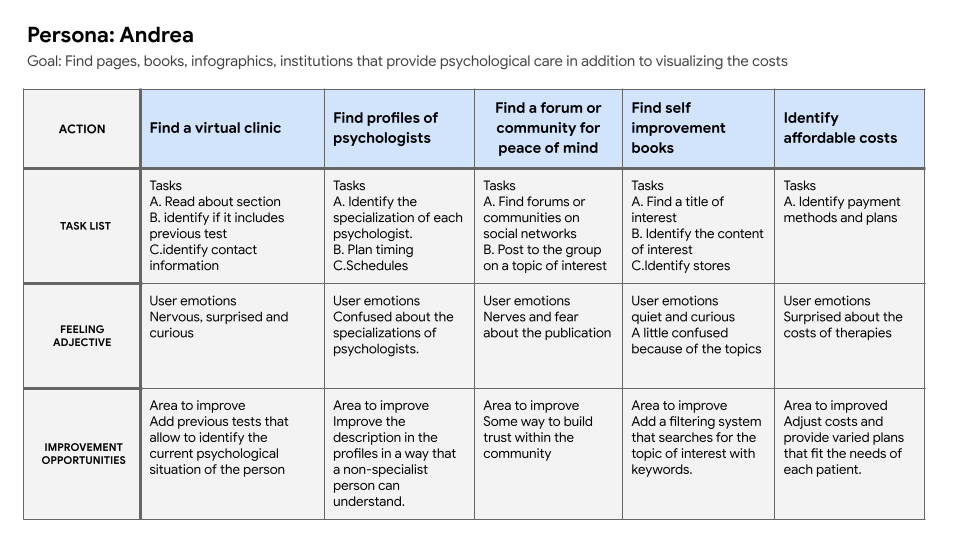 Persona: Andrea
Goal: Find pages, books, infographics, institutions that provide psychological care in addition to visualizing the costs
ACTION
Find a virtual clinic
Find profiles of
psychologists
Find a forum or
community for
peace of mind
Find self
improvement
books
Identify
affordable costs
TASK LIST
Tasks
A. Read about section
B. identify if it includes
previous test
C.identify contact
information
Tasks
A. Identify the
specialization of each
psychologist.
B. Plan timing
C.Schedules
Tasks
A. Find forums or
communities on
social networks
B. Post to the group
on a topic of interest
Tasks
A. Find a title of
interest
B. Identify the content
of interest
C.Identify stores
Tasks
A. Identify payment
methods and plans
FEELING
ADJECTIVE
User emotions
Nervous, surprised and
curious
User emotions
Confused about the
specializations of
psychologists.
User emotions
Nerves and fear
about the publication
User emotions
quiet and curious
A little confused
because of the topics
User emotions
Surprised about the
costs of therapies
IMPROVEMENT
OPPORTUNITIES
Area to improve
Add previous tests that
allow to identify the
current psychological
situation of the person
Area to improve
Improve the
description in the
profiles in a way that
a non-specialist
person can
understand.
Area to improve
Some way to build
trust within the
community
Area to improve
Add a filtering system
that searches for the
topic of interest with
keywords.
Area to improved
Adjust costs and
provide varied plans
that fit the needs of
each patient.